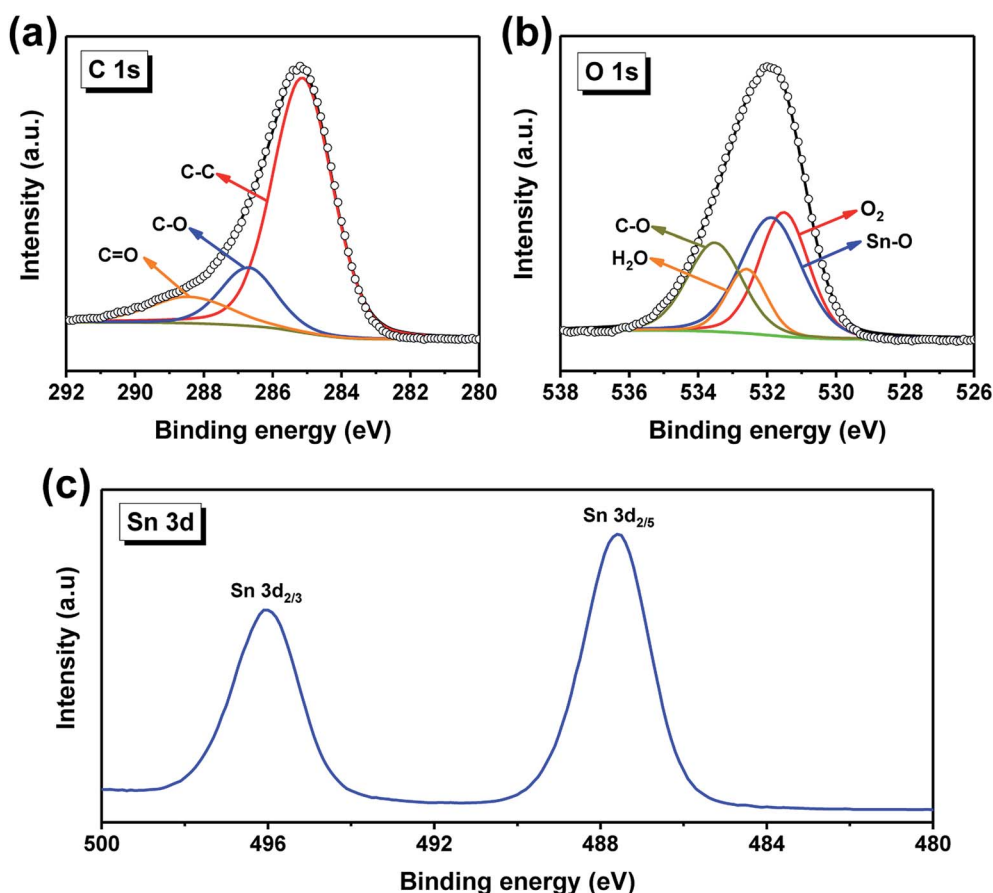 (a)
C 1s
C-C
C-O
C=O
Intensity (a.u.)
292 290 288 286 284 282 280
Binding energy (eV)
(b)
O 1s
C-O
H₂O
O₂
Sn-O
Intensity (a.u.)
538 536 534 532 530 528 526
Binding energy (eV)
(c)
Sn 3d
Sn 3d₂/₃
Sn 3d₂/₅
Intensity (a.u)
500 496 492 488 484 480
Binding energy (eV)